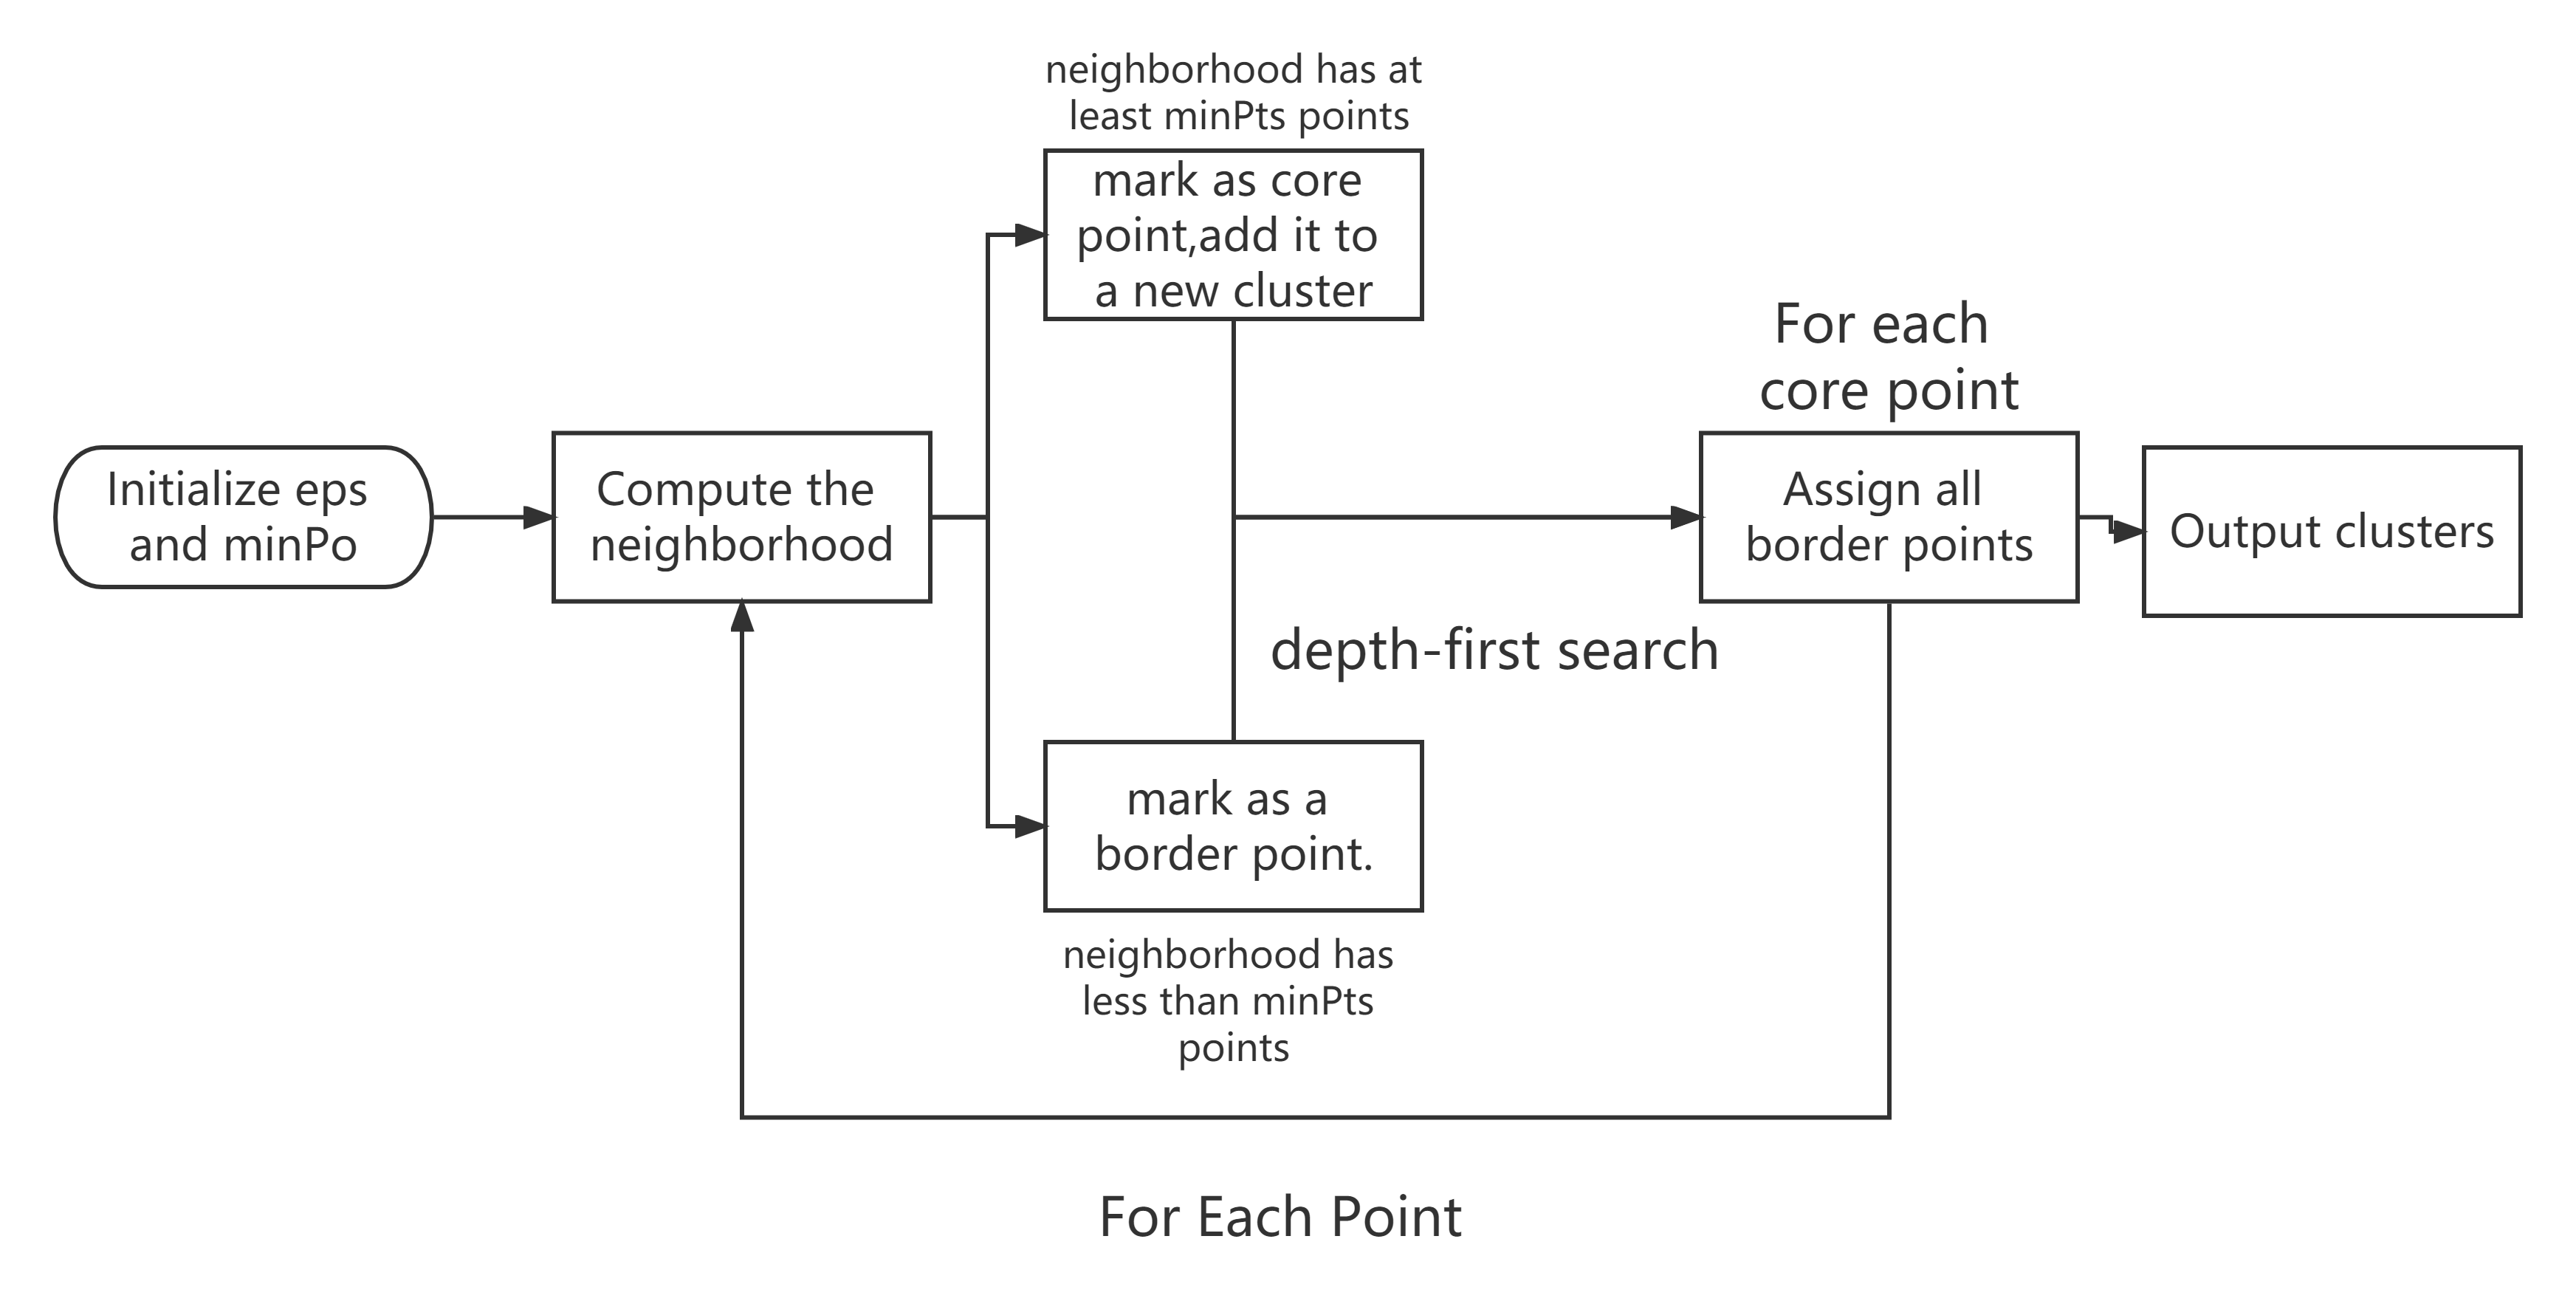 Initialize eps
and minPo
Compute the
neighborhood
neighborhood has at
least minPts points
mark as core
point,add it to
a new cluster
depth-first search
mark as a
border point.
neighborhood has
less than minPts
points
For each
core point
Assign all
border points
Output clusters
For Each Point